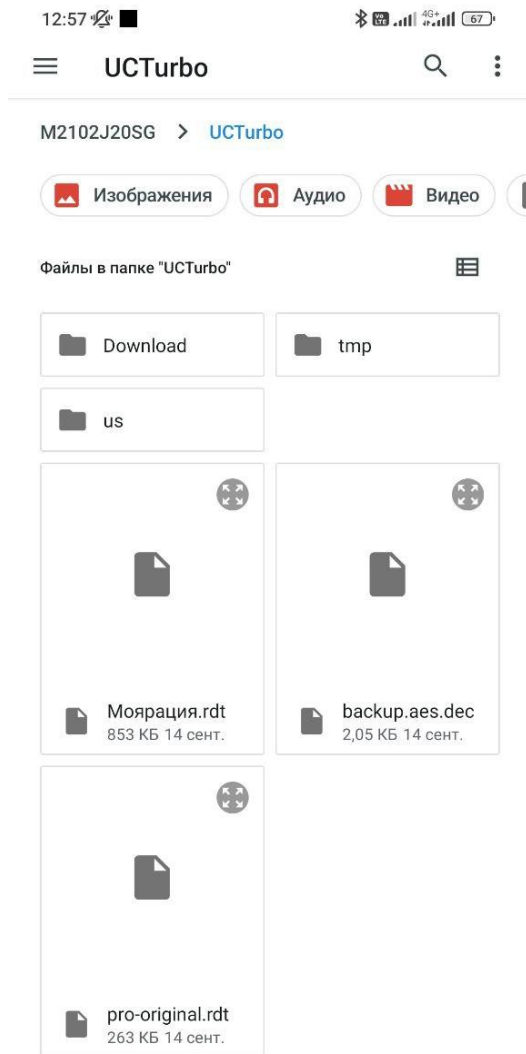 12:57
4G+
67
UCTurbo
M2102J20SG > UCTurbo
Изображения
Аудио
Видео
Файлы в папке "UCTurbo"
Download
tmp
us
Моярация.rdt
853 КБ 14 сент.
backup.aes.dec
2,05 КБ 14 сент.
pro-original.rdt
263 КБ 14 сент.